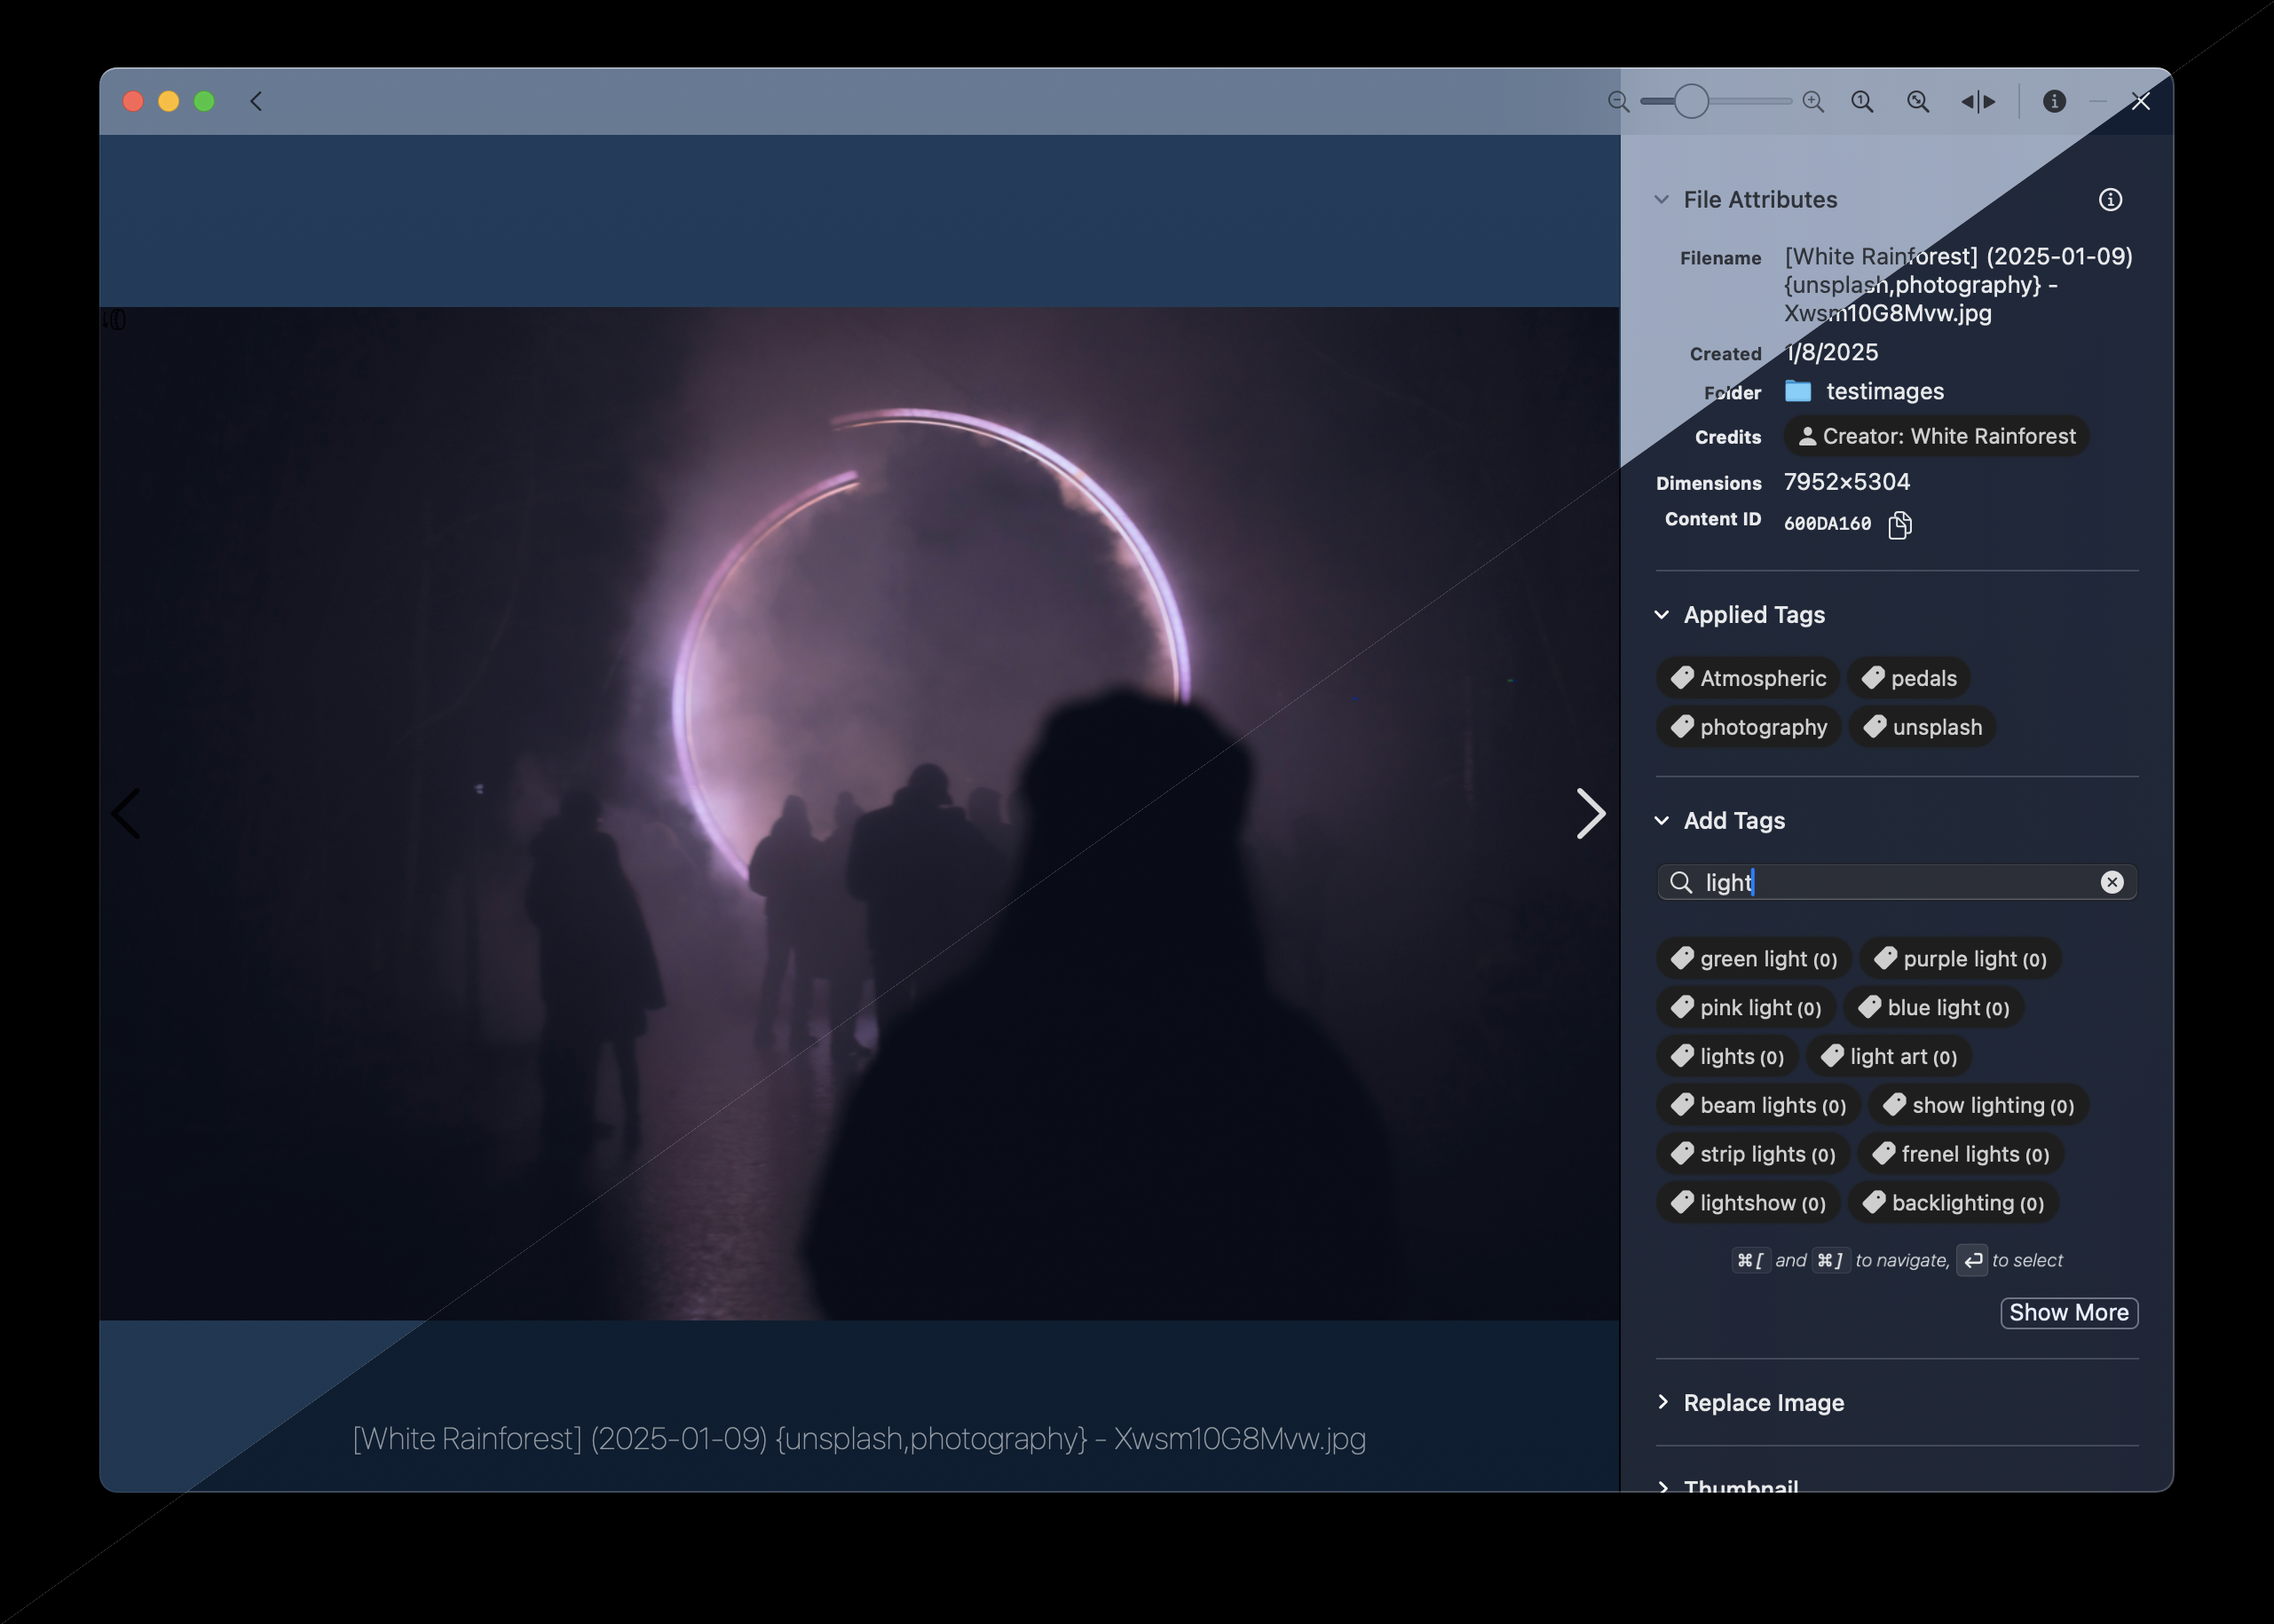 File Attributes
Filename [White Rainforest] (2025-01-09)
{unsplash,photography} -
Xwsm10G8Mvw.jpg
Created 1/8/2025
Folder testimages
Credits Creator: White Rainforest
Dimensions 7952×5304
Content ID 600DA160
Applied Tags
Atmospheric pedals
photography unsplash
Add Tags
light
green light (0) purple light (0)
pink light (0) blue light (0)
lights (0) light art (0)
beam lights (0) show lighting (0)
strip lights (0) frenel lights (0)
lightshow (0) backlighting (0)
⌘[ and ⌘] to navigate, ↩ to select
Show More
Replace Image
Thumbnail
[White Rainforest] (2025-01-09) {unsplash,photography} - Xwsm10G8Mvw.jpg